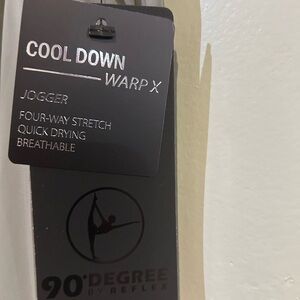 COOL DOWN
WARP X
JOGGER
FOUR-WAY STRETCH
QUICK DRYING
BREATHABLE
90° DEGREE
BY REFLEX